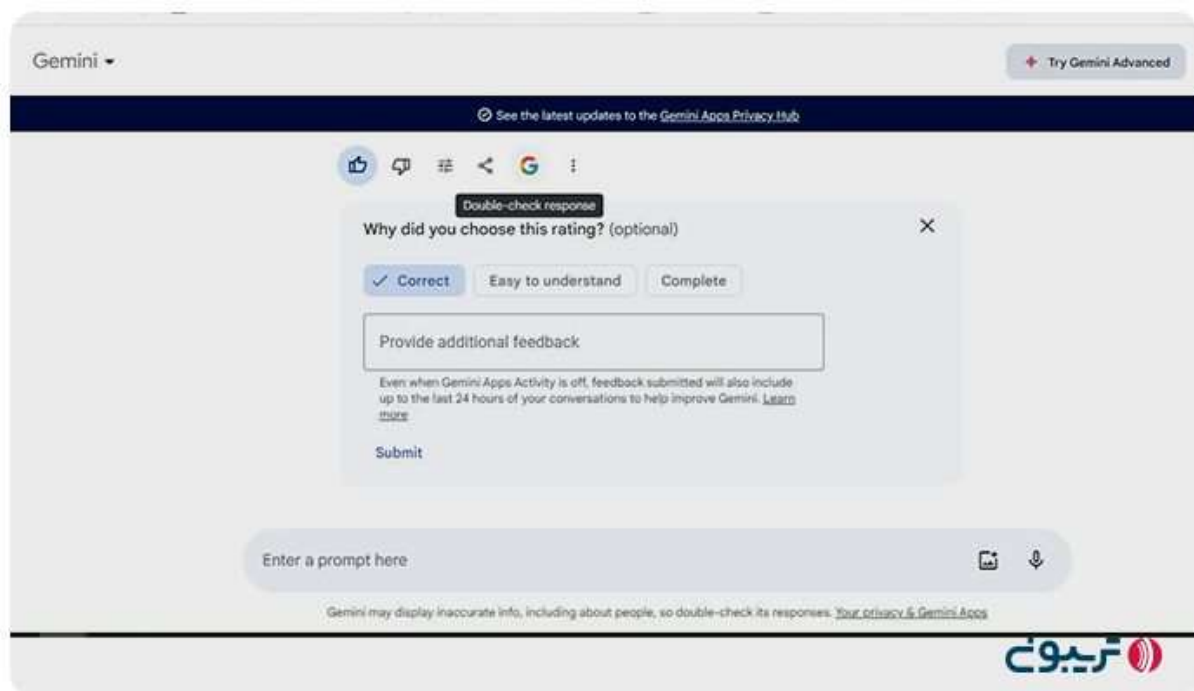 Gemini
Try Gemini Advanced
See the latest updates to the Gemini Apps Privacy Hub
Double-check response
Why did you choose this rating? (optional)
Correct Easy to understand Complete
Provide additional feedback
Even when Gemini Apps Activity is off, feedback submitted will also include
up to the last 24 hours of your conversations to help improve Gemini. Learn
more
Submit
Enter a prompt here
Gemini may display inaccurate info, including about people, so double-check its responses. Your privacy & Gemini Apps
تریبون